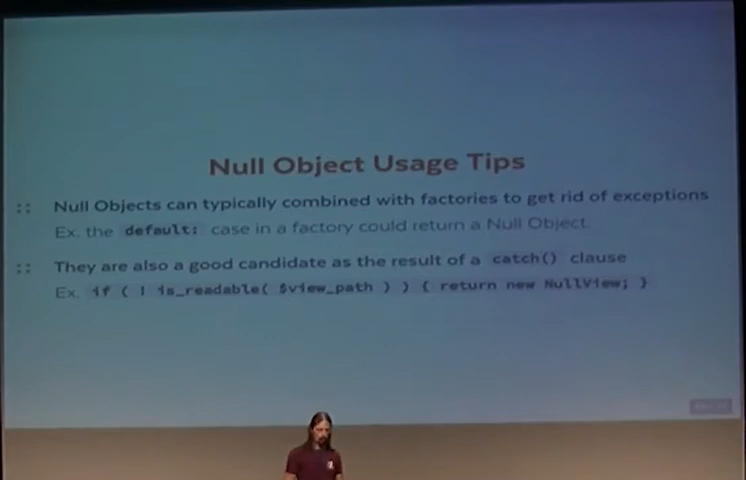 Null Object Usage Tips
:: Null Objects can typically combined with factories to get rid of exceptions
Ex. the default: case in a factory could return a Null Object.
:: They are also a good candidate as the result of a catch() clause
Ex. if ( ! is_readable( $view_path ) ) { return new NullView; }